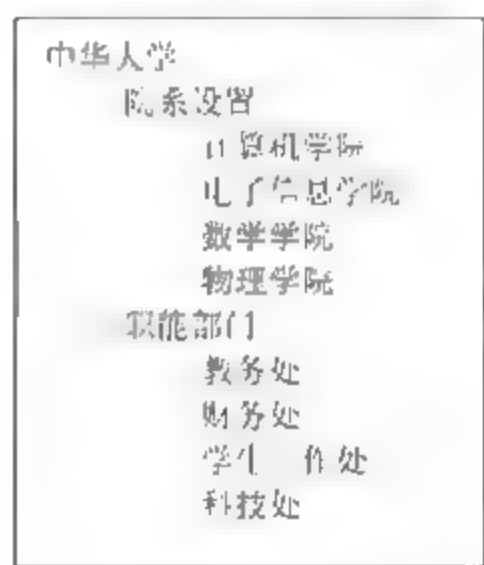 中华大学
院系设置
计算机学院
电子信息学院
数学学院
物理学院
职能部门
教务处
财务处
学生工作处
科技处